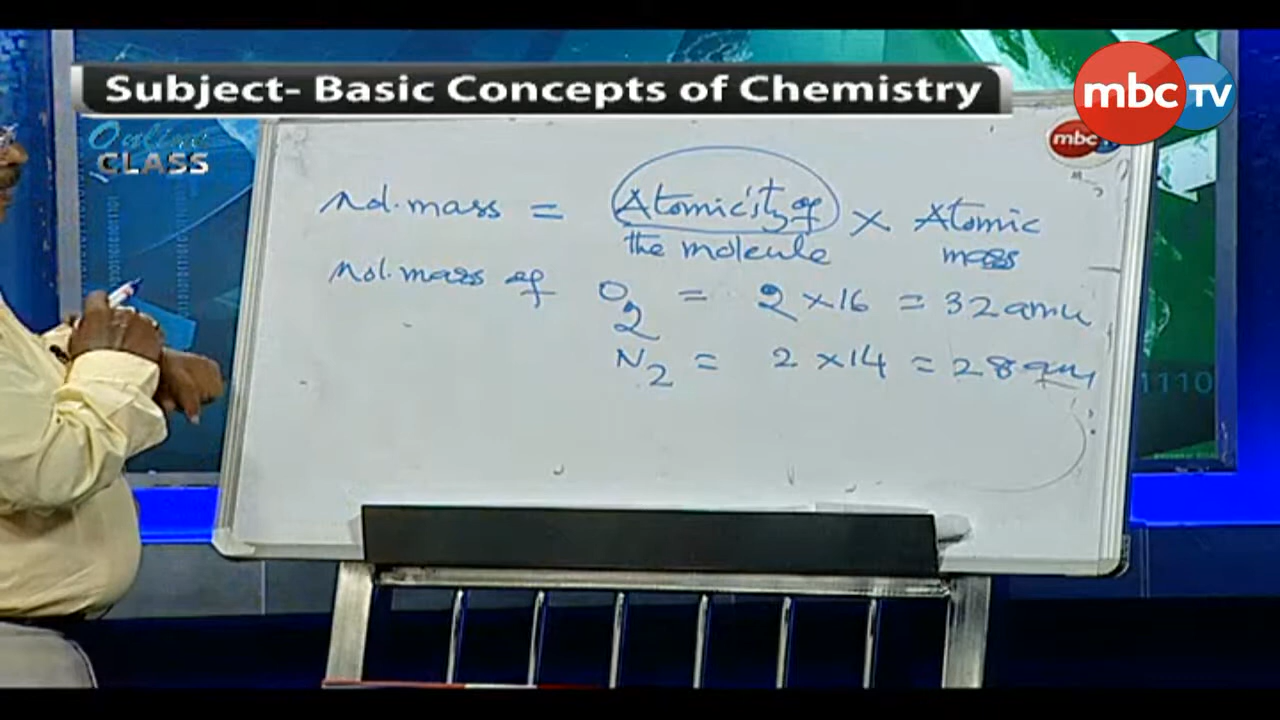 Subject- Basic Concepts of Chemistry
mbc TV
Online
CLASS
mbc
Mol. mass = Atomicity of × Atomic
the molecule mass
Mol. mass of O2 = 2 × 16 = 32 amu
N2 = 2 × 14 = 28 amu
1110